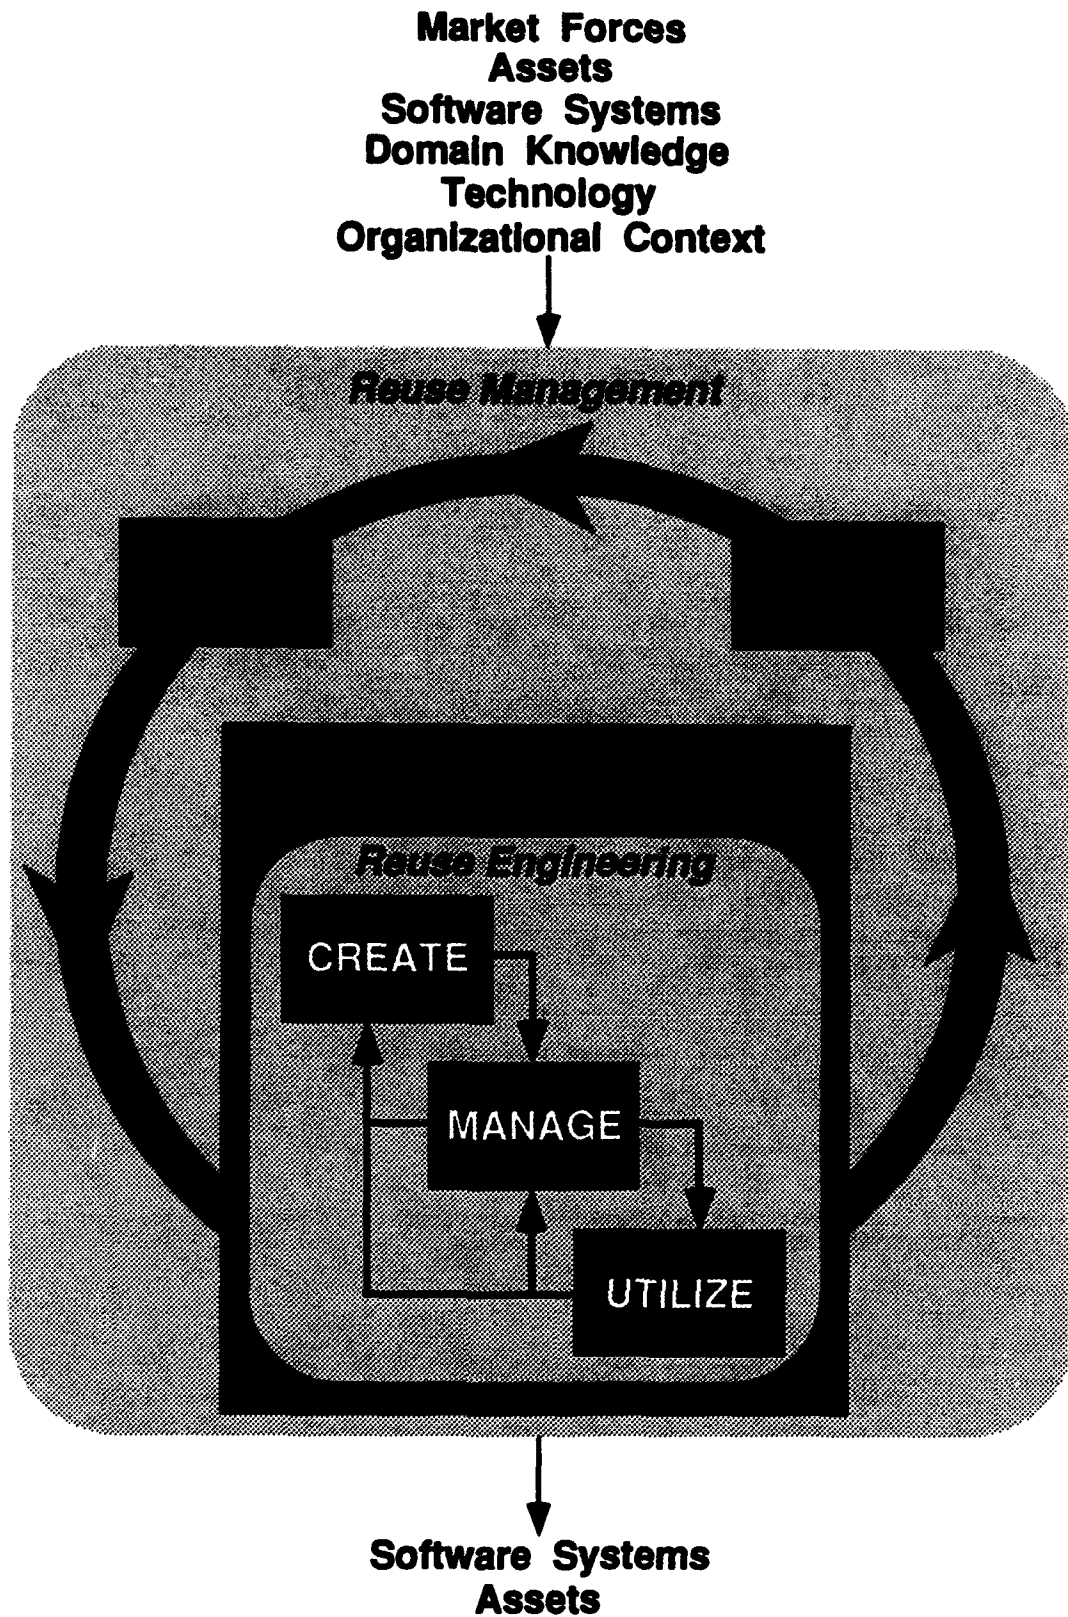 Market Forces
Assets
Software Systems
Domain Knowledge
Technology
Organizational Context
Reuse Management
Reuse Engineering
CREATE
MANAGE
UTILIZE
Software Systems
Assets